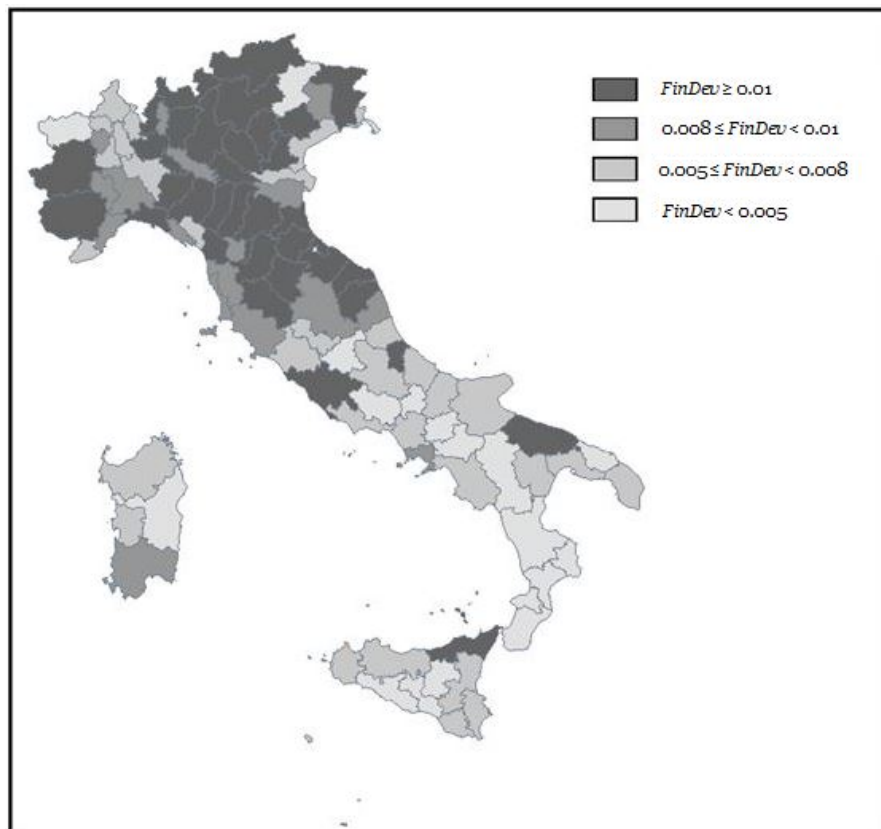 FinDev ≥ 0.01
0.008 ≤ FinDev < 0.01
0.005 ≤ FinDev < 0.008
FinDev < 0.005